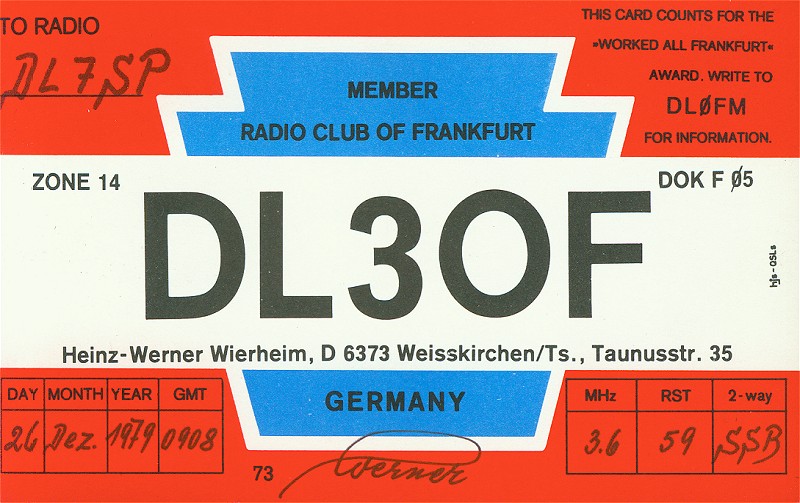 TO RADIO
DL7SP
MEMBER
RADIO CLUB OF FRANKFURT
THIS CARD COUNTS FOR THE
»WORKED ALL FRANKFURT«
AWARD. WRITE TO
DLØFM
FOR INFORMATION.
ZONE 14
DOK F Ø5
DL3OF
hjs-QSLs
Heinz-Werner Wierheim, D 6373 Weisskirchen/Ts., Taunusstr. 35
DAY MONTH YEAR GMT
26 Dez. 1979 0908
GERMANY
MHz RST 2-way
3.6 59 SSB
73 Werner